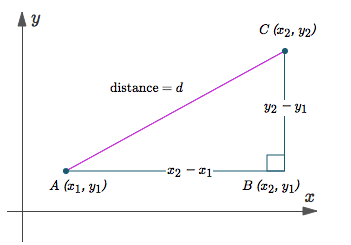 y
C (x₂, y₂)
distance = d
y₂ − y₁
x₂ − x₁
A (x₁, y₁)
B (x₂, y₁)
x